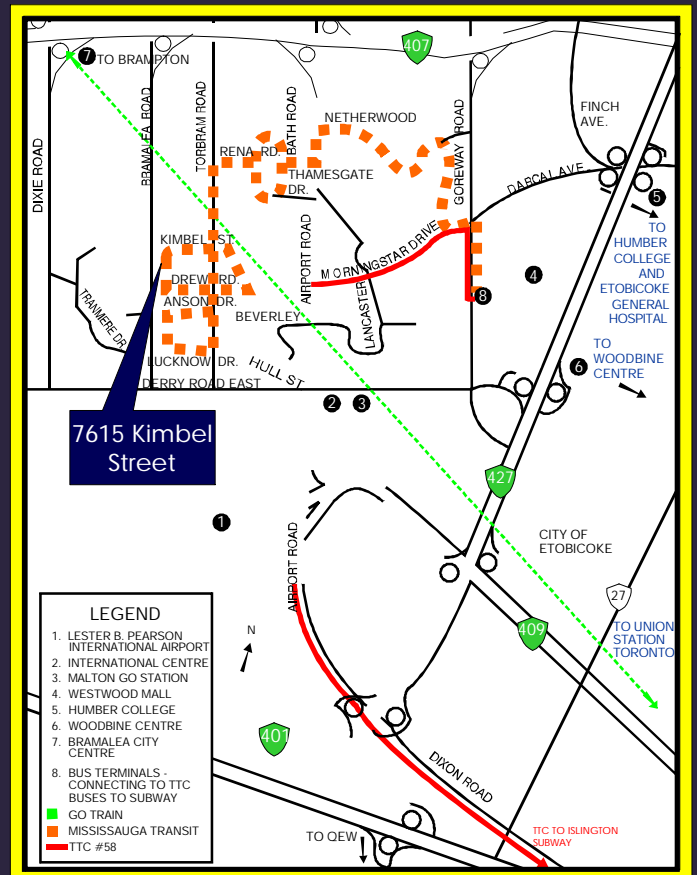 407
7
TO BRAMPTON
DIXIE ROAD
BRAMALEA ROAD
TORBRAM ROAD
BATH ROAD
NETHERWOOD
GOREWAY ROAD
FINCH
AVE.
RENA RD.
THAMESGATE
DR.
DARCAL AVE.
5
TO
HUMBER
COLLEGE
AND
ETOBICOKE
GENERAL
HOSPITAL
KIMBEL ST.
DREW RD.
ANSON DR.
AIRPORT ROAD
MORNINGSTAR DRIVE
LANCASTER
4
8
TRANMERE DR.
BEVERLEY
HULL ST
LUCKNOW DR.
DERRY ROAD EAST
TO
WOODBINE
CENTRE
6
2
3
7615 Kimbel
Street
427
1
CITY OF
ETOBICOKE
AIRPORT ROAD
27
409
TO UNION
STATION
TORONTO
N
401
DIXON ROAD
TO QEW
TTC TO ISLINGTON
SUBWAY
LEGEND
1. LESTER B. PEARSON
INTERNATIONAL AIRPORT
2. INTERNATIONAL CENTRE
3. MALTON GO STATION
4. WESTWOOD MALL
5. HUMBER COLLEGE
6. WOODBINE CENTRE
7. BRAMALEA CITY
CENTRE
8. BUS TERMINALS -
CONNECTING TO TTC
BUSES TO SUBWAY
GO TRAIN
MISSISSAUGA TRANSIT
TTC #58